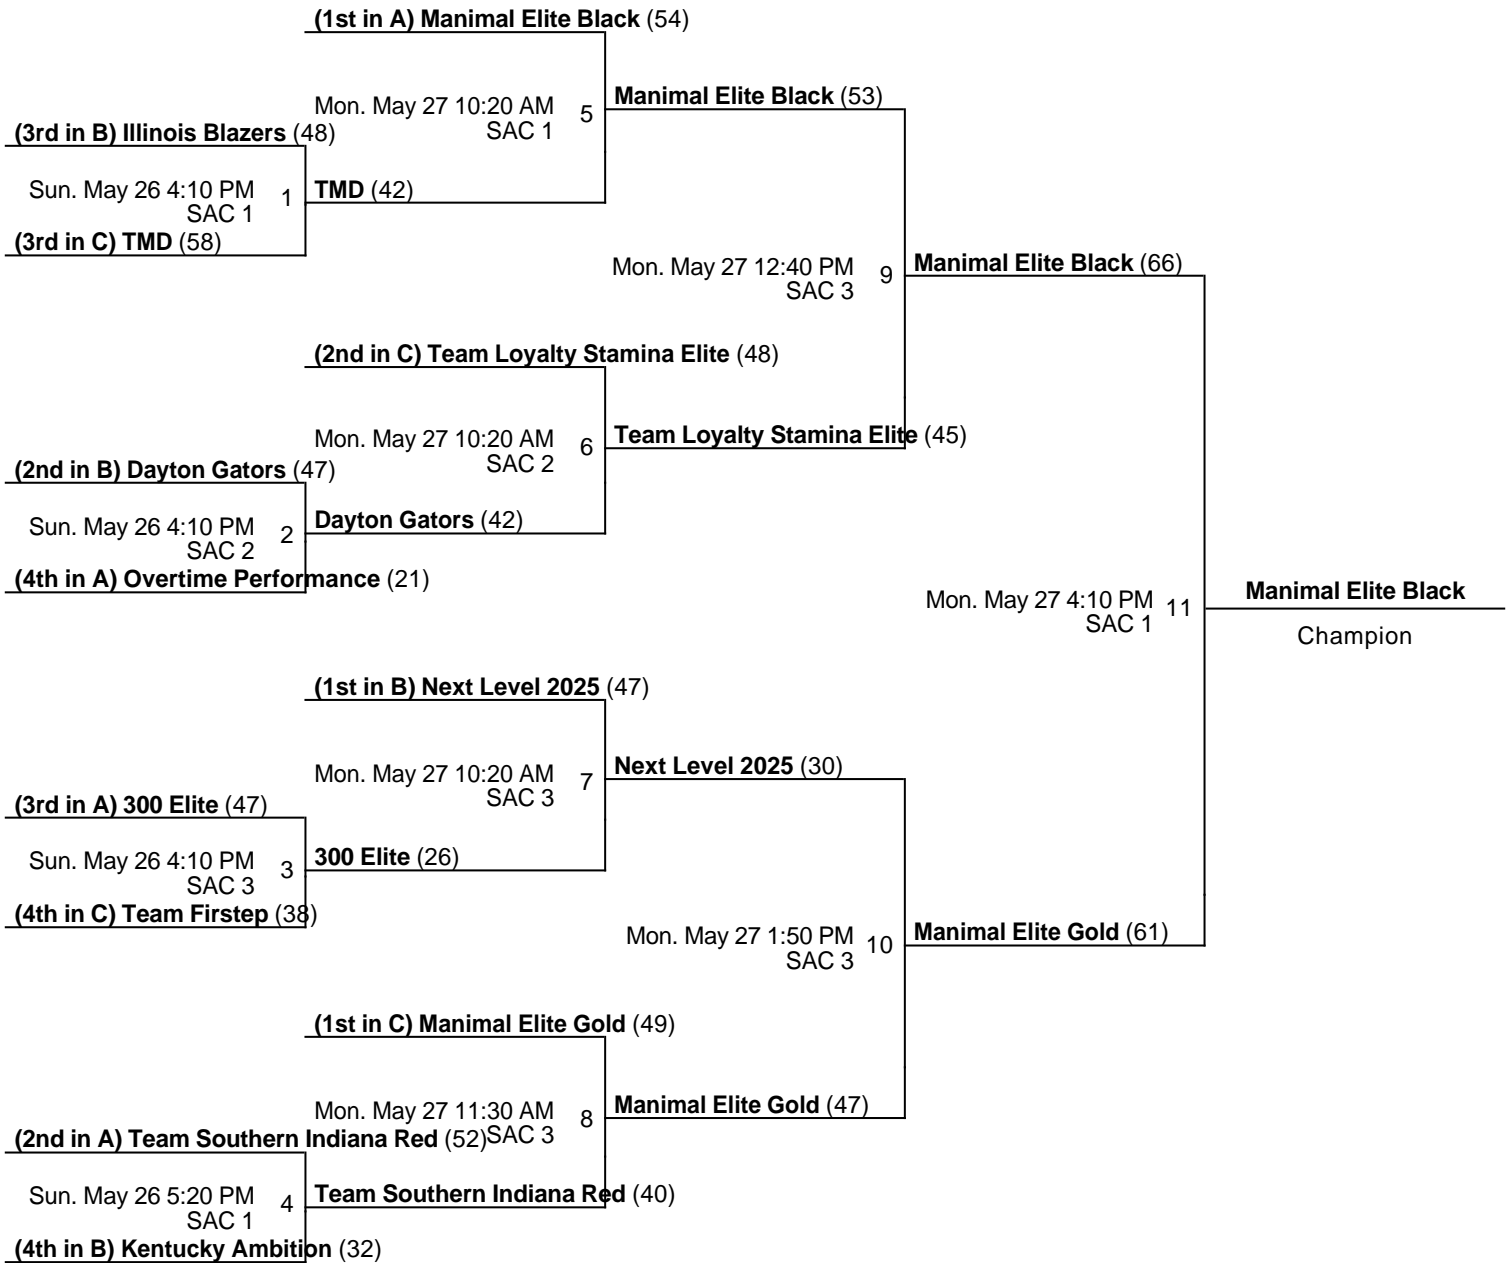 (1st in A) Manimal Elite Black (54)
Mon. May 27 10:20 AM
SAC 1
5
Manimal Elite Black (53)
(3rd in B) Illinois Blazers (48)
Sun. May 26 4:10 PM
SAC 1
1
TMD (42)
(3rd in C) TMD (58)
Mon. May 27 12:40 PM
SAC 3
9
Manimal Elite Black (66)
(2nd in C) Team Loyalty Stamina Elite (48)
Mon. May 27 10:20 AM
SAC 2
6
Team Loyalty Stamina Elite (45)
(2nd in B) Dayton Gators (47)
Sun. May 26 4:10 PM
SAC 2
2
Dayton Gators (42)
(4th in A) Overtime Performance (21)
Mon. May 27 4:10 PM
SAC 1
11
Manimal Elite Black
Champion
(1st in B) Next Level 2025 (47)
Mon. May 27 10:20 AM
SAC 3
7
Next Level 2025 (30)
(3rd in A) 300 Elite (47)
Sun. May 26 4:10 PM
SAC 3
3
300 Elite (26)
(4th in C) Team Firstep (38)
Mon. May 27 1:50 PM
SAC 3
10
Manimal Elite Gold (61)
(1st in C) Manimal Elite Gold (49)
Mon. May 27 11:30 AM
SAC 3
8
Manimal Elite Gold (47)
(2nd in A) Team Southern Indiana Red (52)
Sun. May 26 5:20 PM
SAC 1
4
Team Southern Indiana Red (40)
(4th in B) Kentucky Ambition (32)